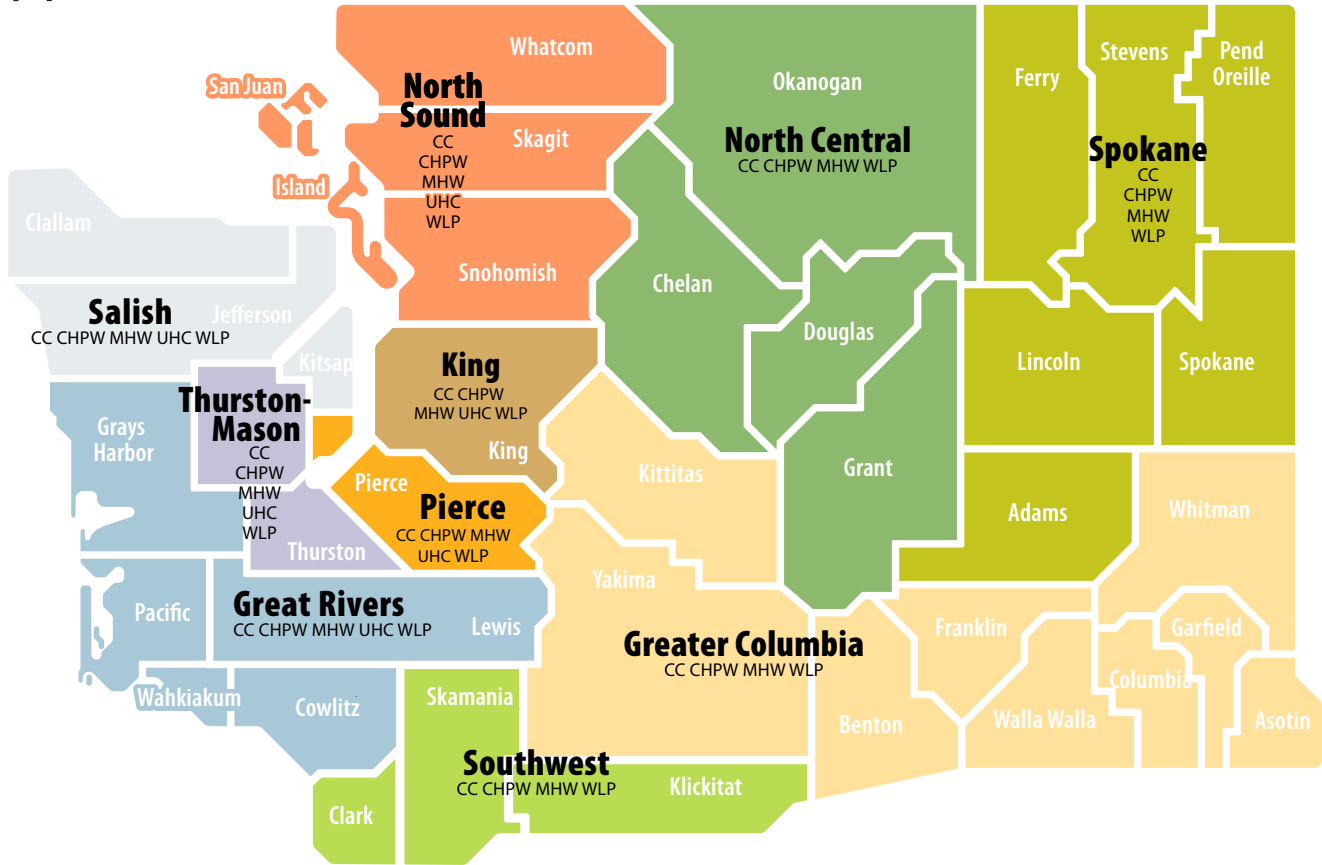 Whatcom
San Juan
North
Sound
CC
CHPW
MHW
UHC
WLP
Skagit
Island
Snohomish
Okanogan
North Central
CC CHPW MHW WLP
Chelan
Douglas
Grant
Ferry
Stevens
Pend
Oreille
Spokane
CC
CHPW
MHW
WLP
Lincoln
Spokane
Adams
Clallam
Salish
CC CHPW MHW UHC WLP
Jefferson
Kitsap
King
CC CHPW
MHW UHC WLP
King
Thurston-
Mason
CC
CHPW
MHW
UHC
WLP
Thurston
Grays
Harbor
Pierce
Pierce
CC CHPW MHW
UHC WLP
Kittitas
Yakima
Whitman
Pacific
Great Rivers
CC CHPW MHW UHC WLP
Lewis
Wahkiakum
Cowlitz
Greater Columbia
CC CHPW MHW WLP
Franklin
Garfield
Columbia
Benton
Walla Walla
Asotin
Skamania
Southwest
CC CHPW MHW WLP
Klickitat
Clark